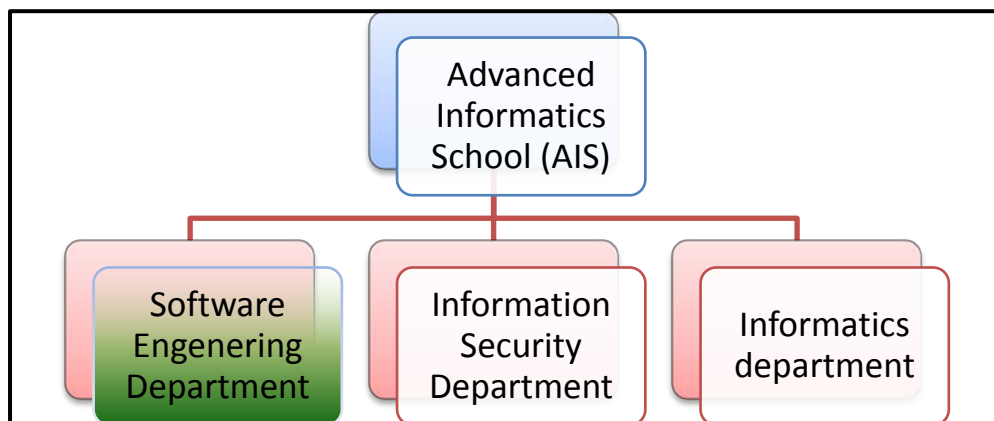 Advanced
Informatics
School (AIS)
Software
Engenering
Department
Information
Security
Department
Informatics
department